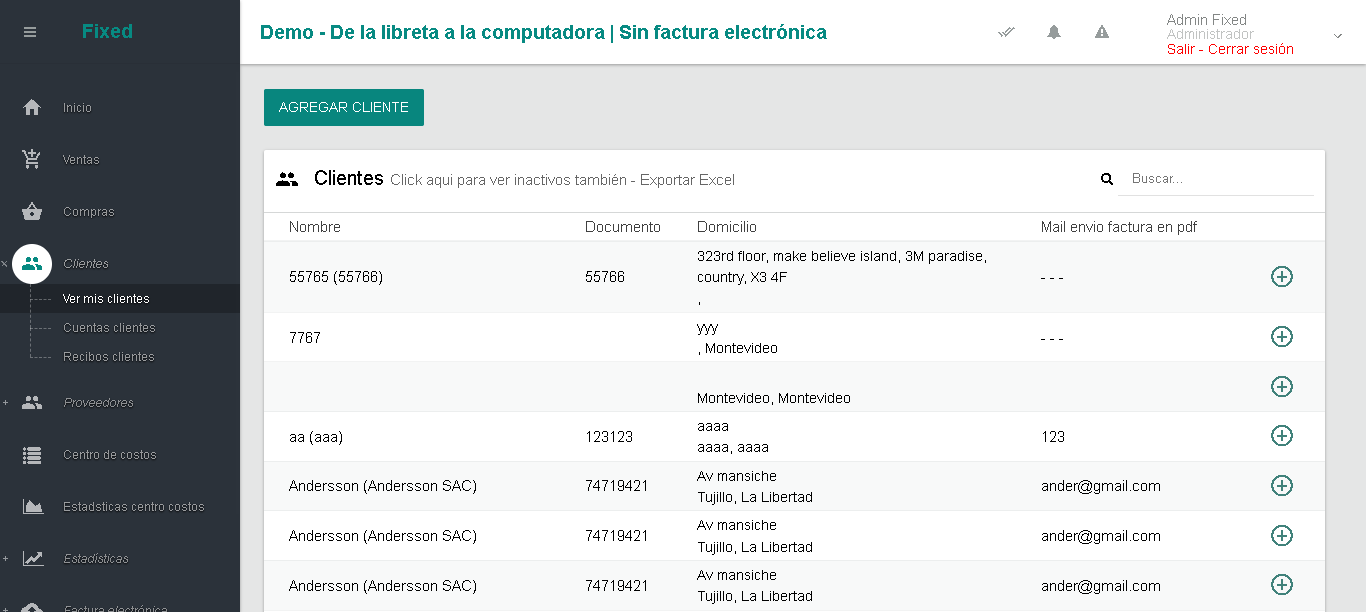 Fixed
Demo - De la libreta a la computadora | Sin factura electrónica
Admin Fixed
Administrador
Salir - Cerrar sesión
Inicio
Ventas
Compras
Clientes
Ver mis clientes
Cuentas clientes
Recibos clientes
Proveedores
Centro de costos
Estadsticas centro costos
Estadísticas
Factura electrónica
AGREGAR CLIENTE
Clientes Click aqui para ver inactivos también - Exportar Excel
Buscar...
Nombre Documento Domicilio Mail envio factura en pdf
323rd floor, make believe island, 3M paradise,
55765 (55766) 55766 country, X3 4F - - -
,
yyy
7767 - - -
, Montevideo
Montevideo, Montevideo
aaaa
aa (aaa) 123123 123
aaaa, aaaa
Av mansiche
Andersson (Andersson SAC) 74719421 ander@gmail.com
Tujillo, La Libertad
Av mansiche
Andersson (Andersson SAC) 74719421 ander@gmail.com
Tujillo, La Libertad
Av mansiche
Andersson (Andersson SAC) 74719421 ander@gmail.com
Tujillo, La Libertad